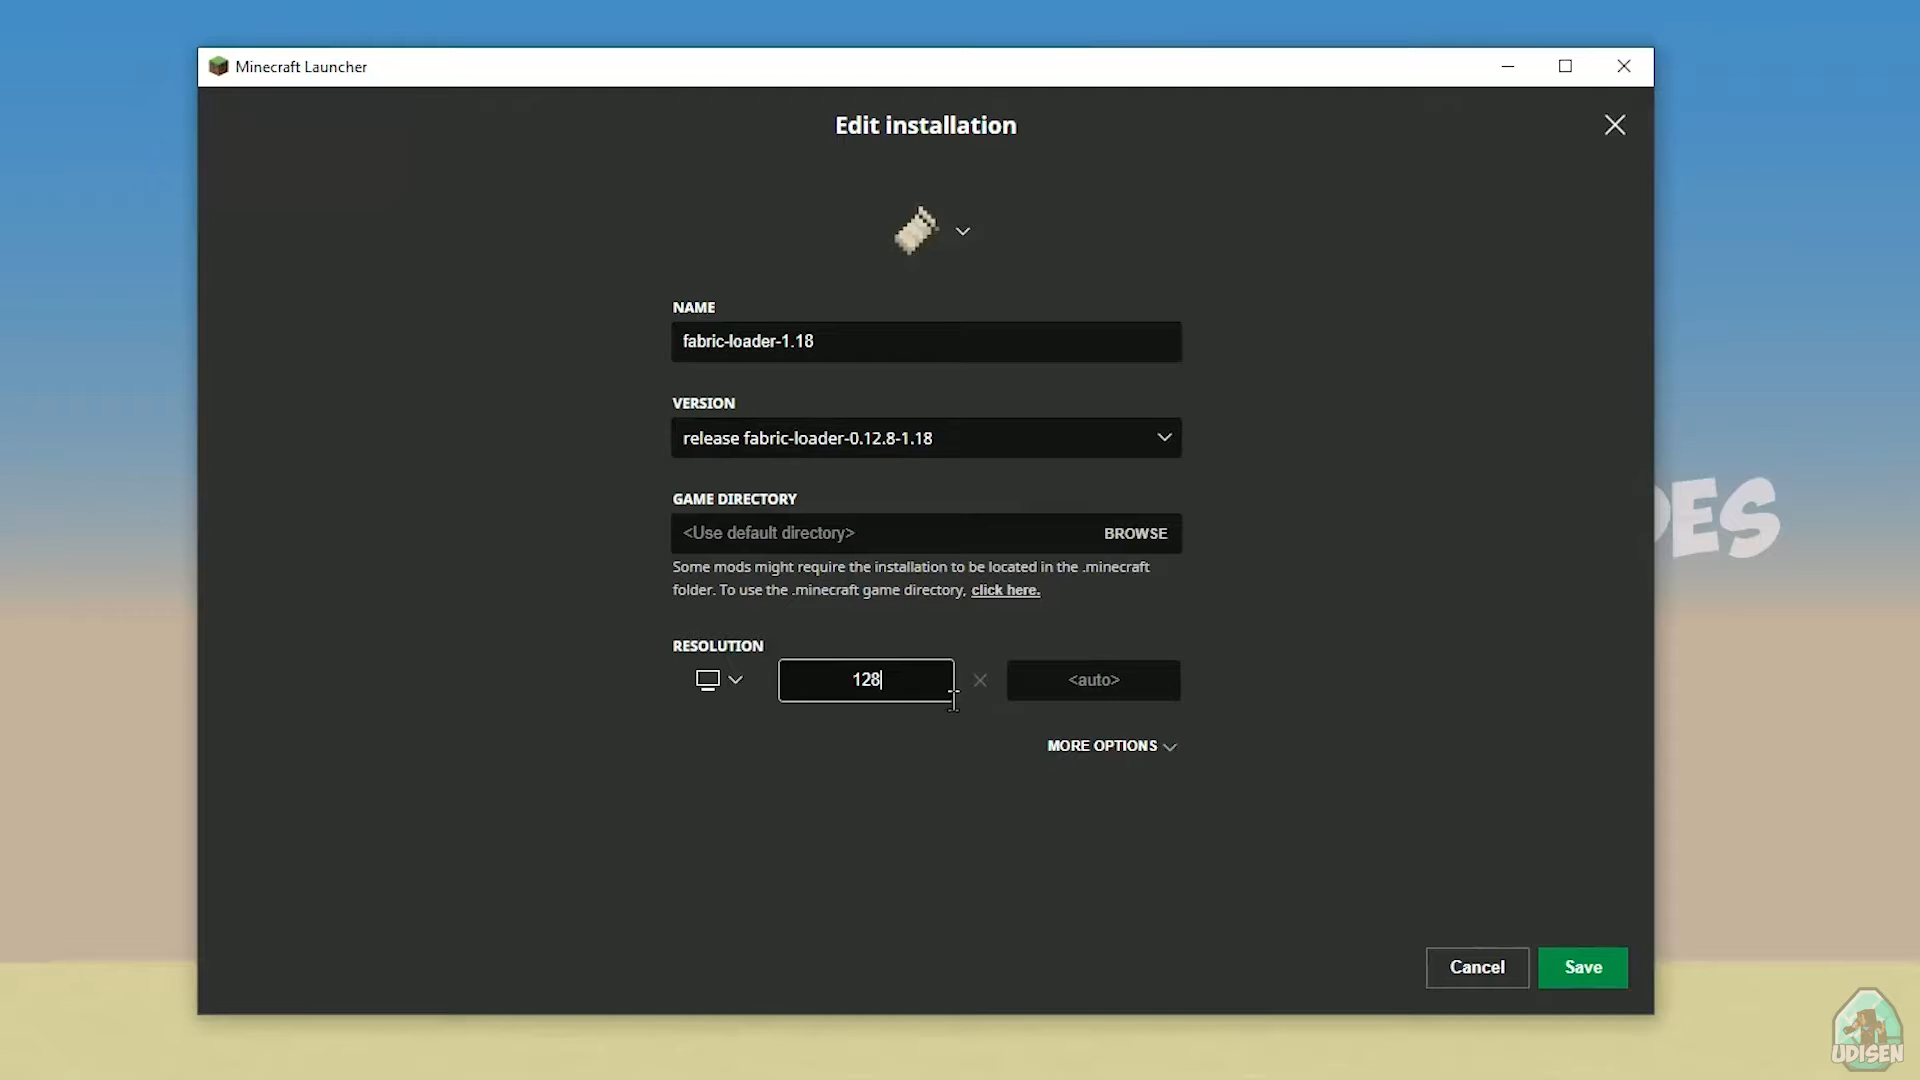 Minecraft Launcher
Edit installation
NAME
fabric-loader-1.18
VERSION
release fabric-loader-0.12.8-1.18
GAME DIRECTORY
<Use default directory>
BROWSE
Some mods might require the installation to be located in the .minecraft
folder. To use the .minecraft game directory, click here.
RESOLUTION
128
<auto>
MORE OPTIONS
Cancel
Save
UDISEN